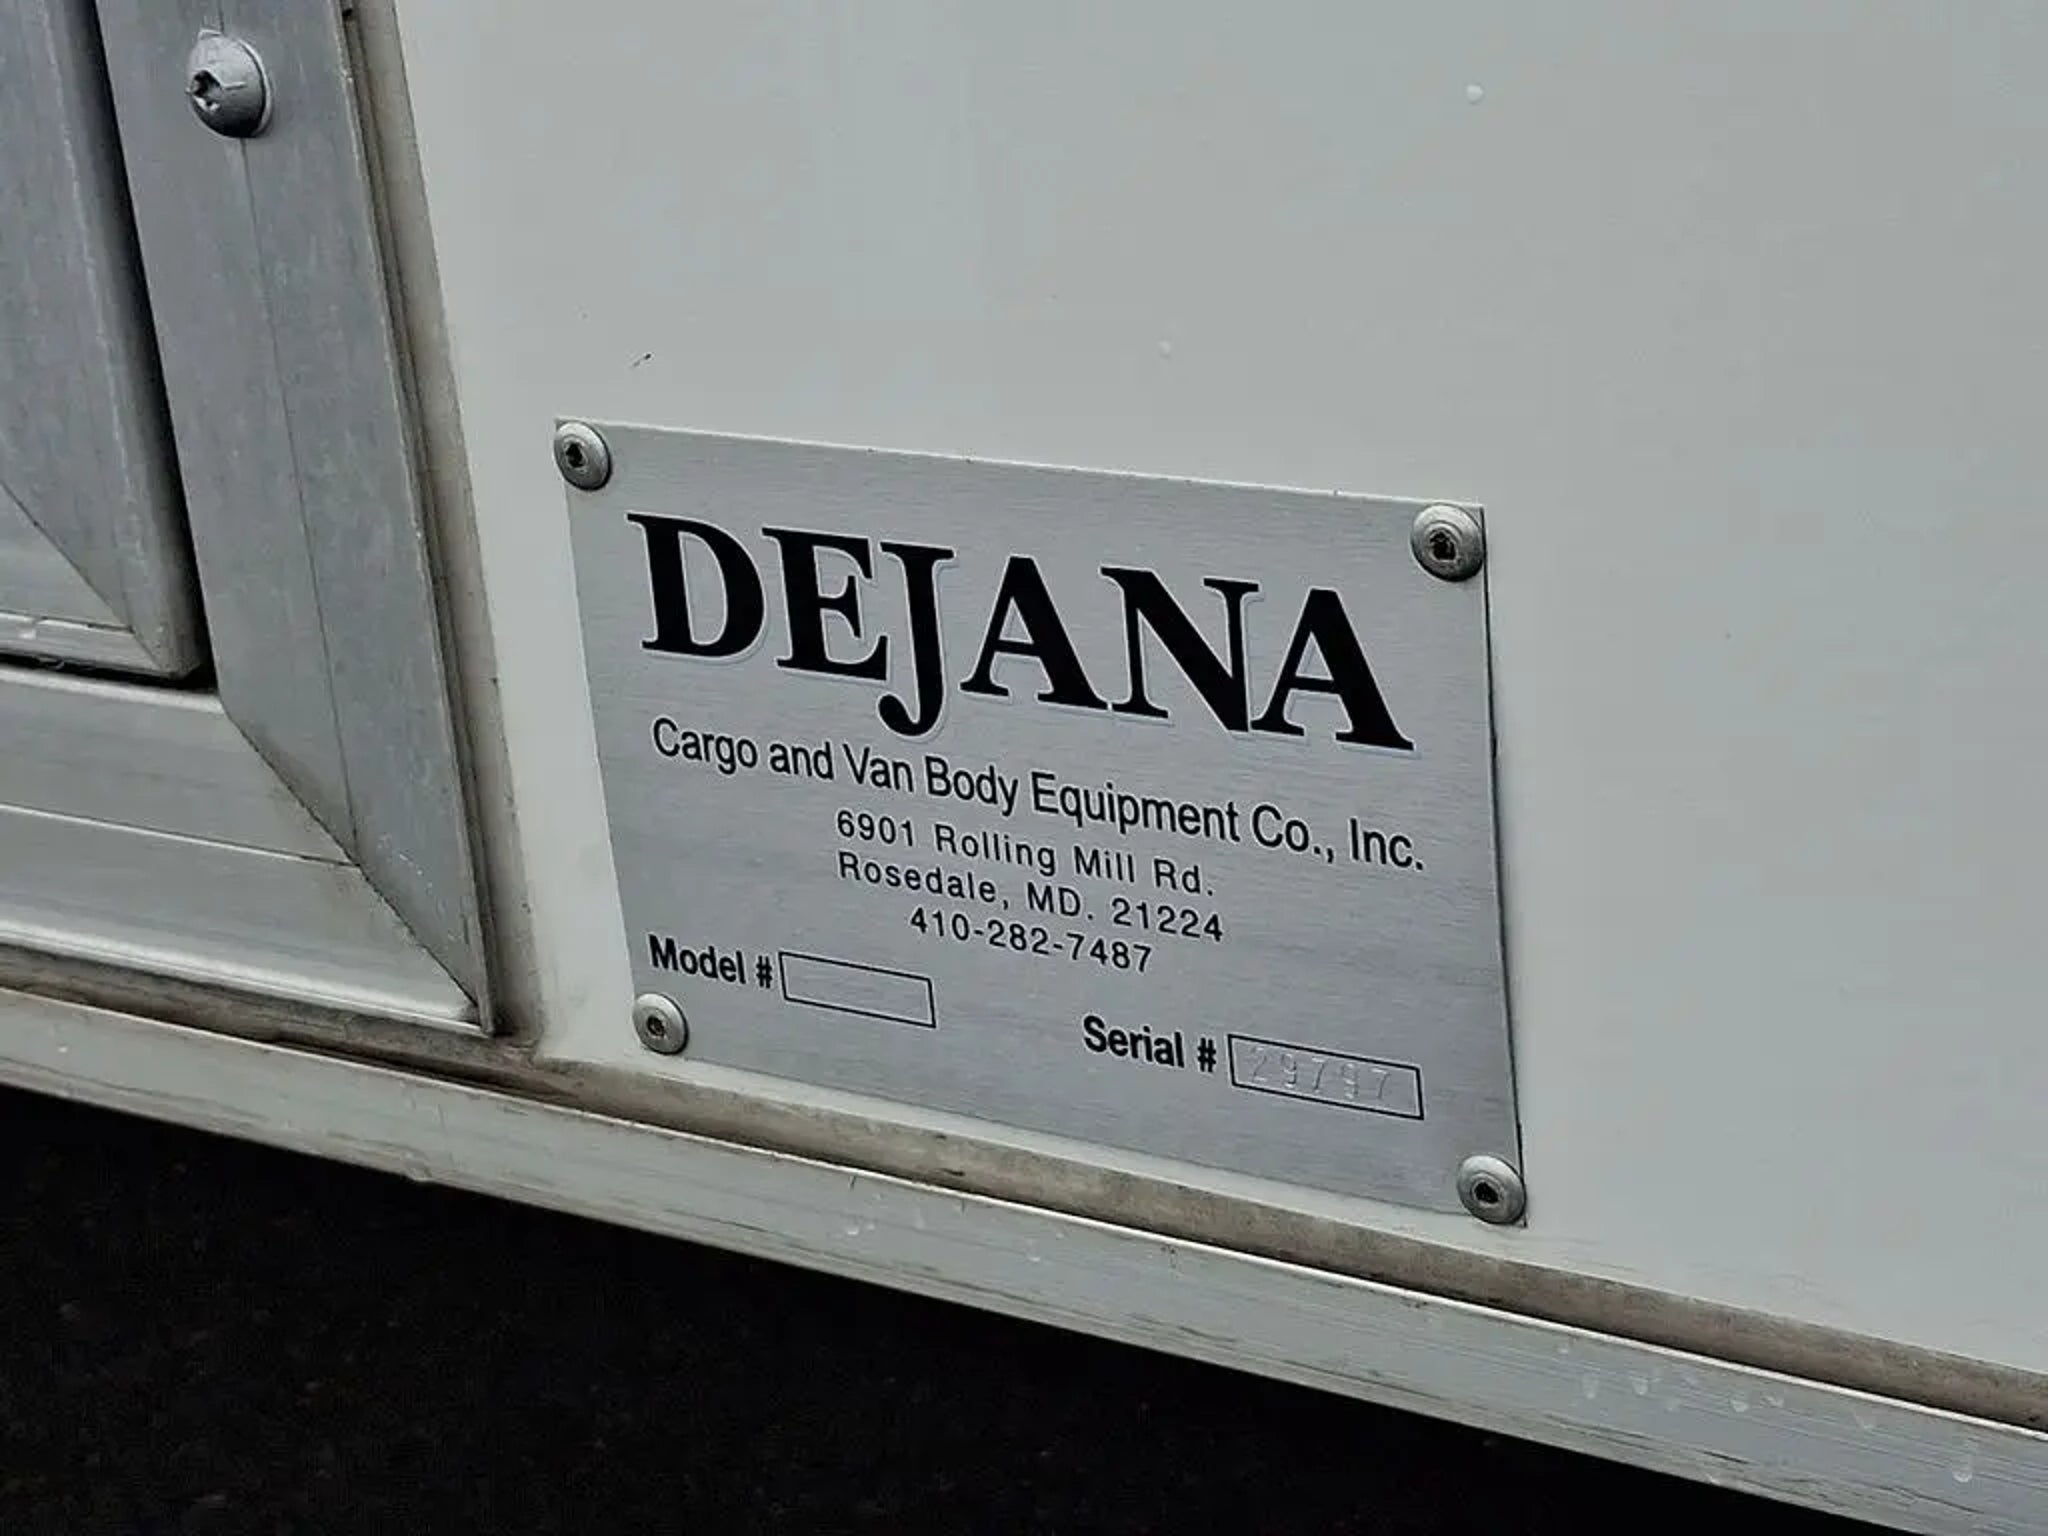 DEJANA
Cargo and Van Body Equipment Co., Inc.
6901 Rolling Mill Rd.
Rosedale, MD. 21224
410-282-7487
Model #
Serial # 29797